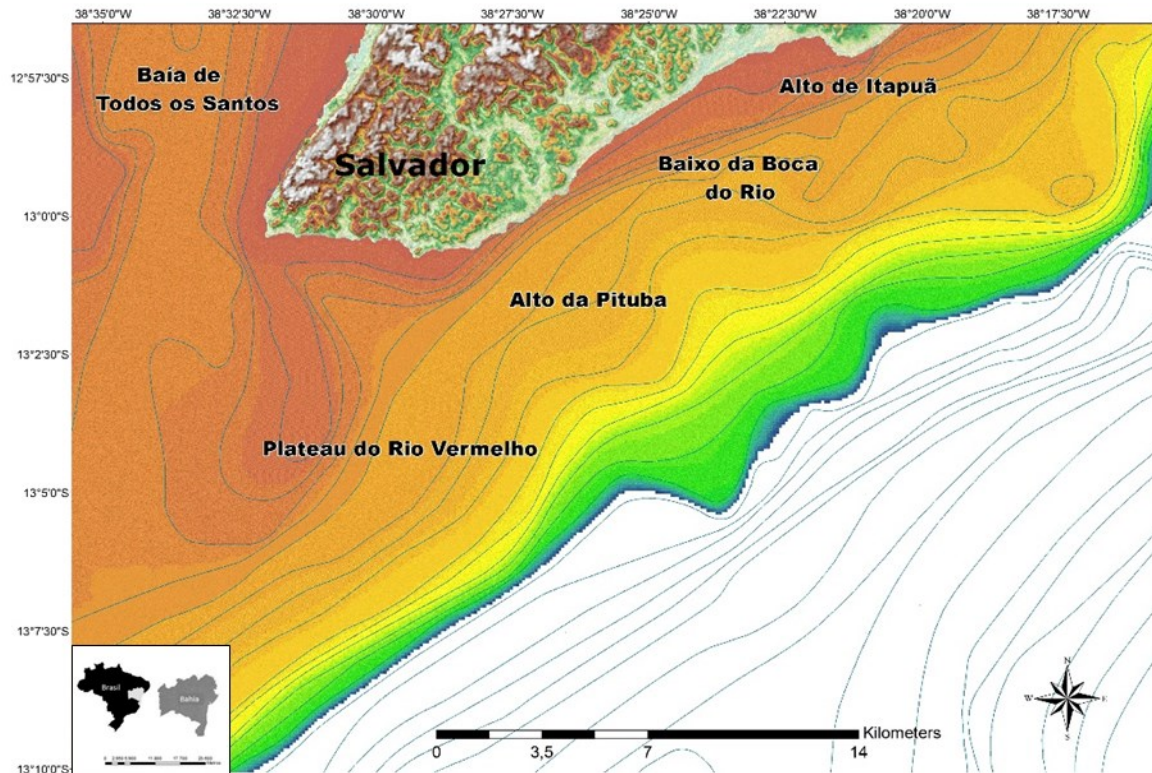 38°35'0"W 38°32'30"W 38°30'0"W 38°27'30"W 38°25'0"W 38°22'30"W 38°20'0"W 38°17'30"W
12°57'30"S
Baía de
Todos os Santos
Alto de Itapuã
Salvador
Baixo da Boca
do Rio
13°0'0"S
Alto da Pituba
13°2'30"S
Plateau do Rio Vermelho
13°5'0"S
13°7'30"S
Brasil
Bahia
N
W E
S
Kilometers
0 3,5 7 14
13°10'0"S